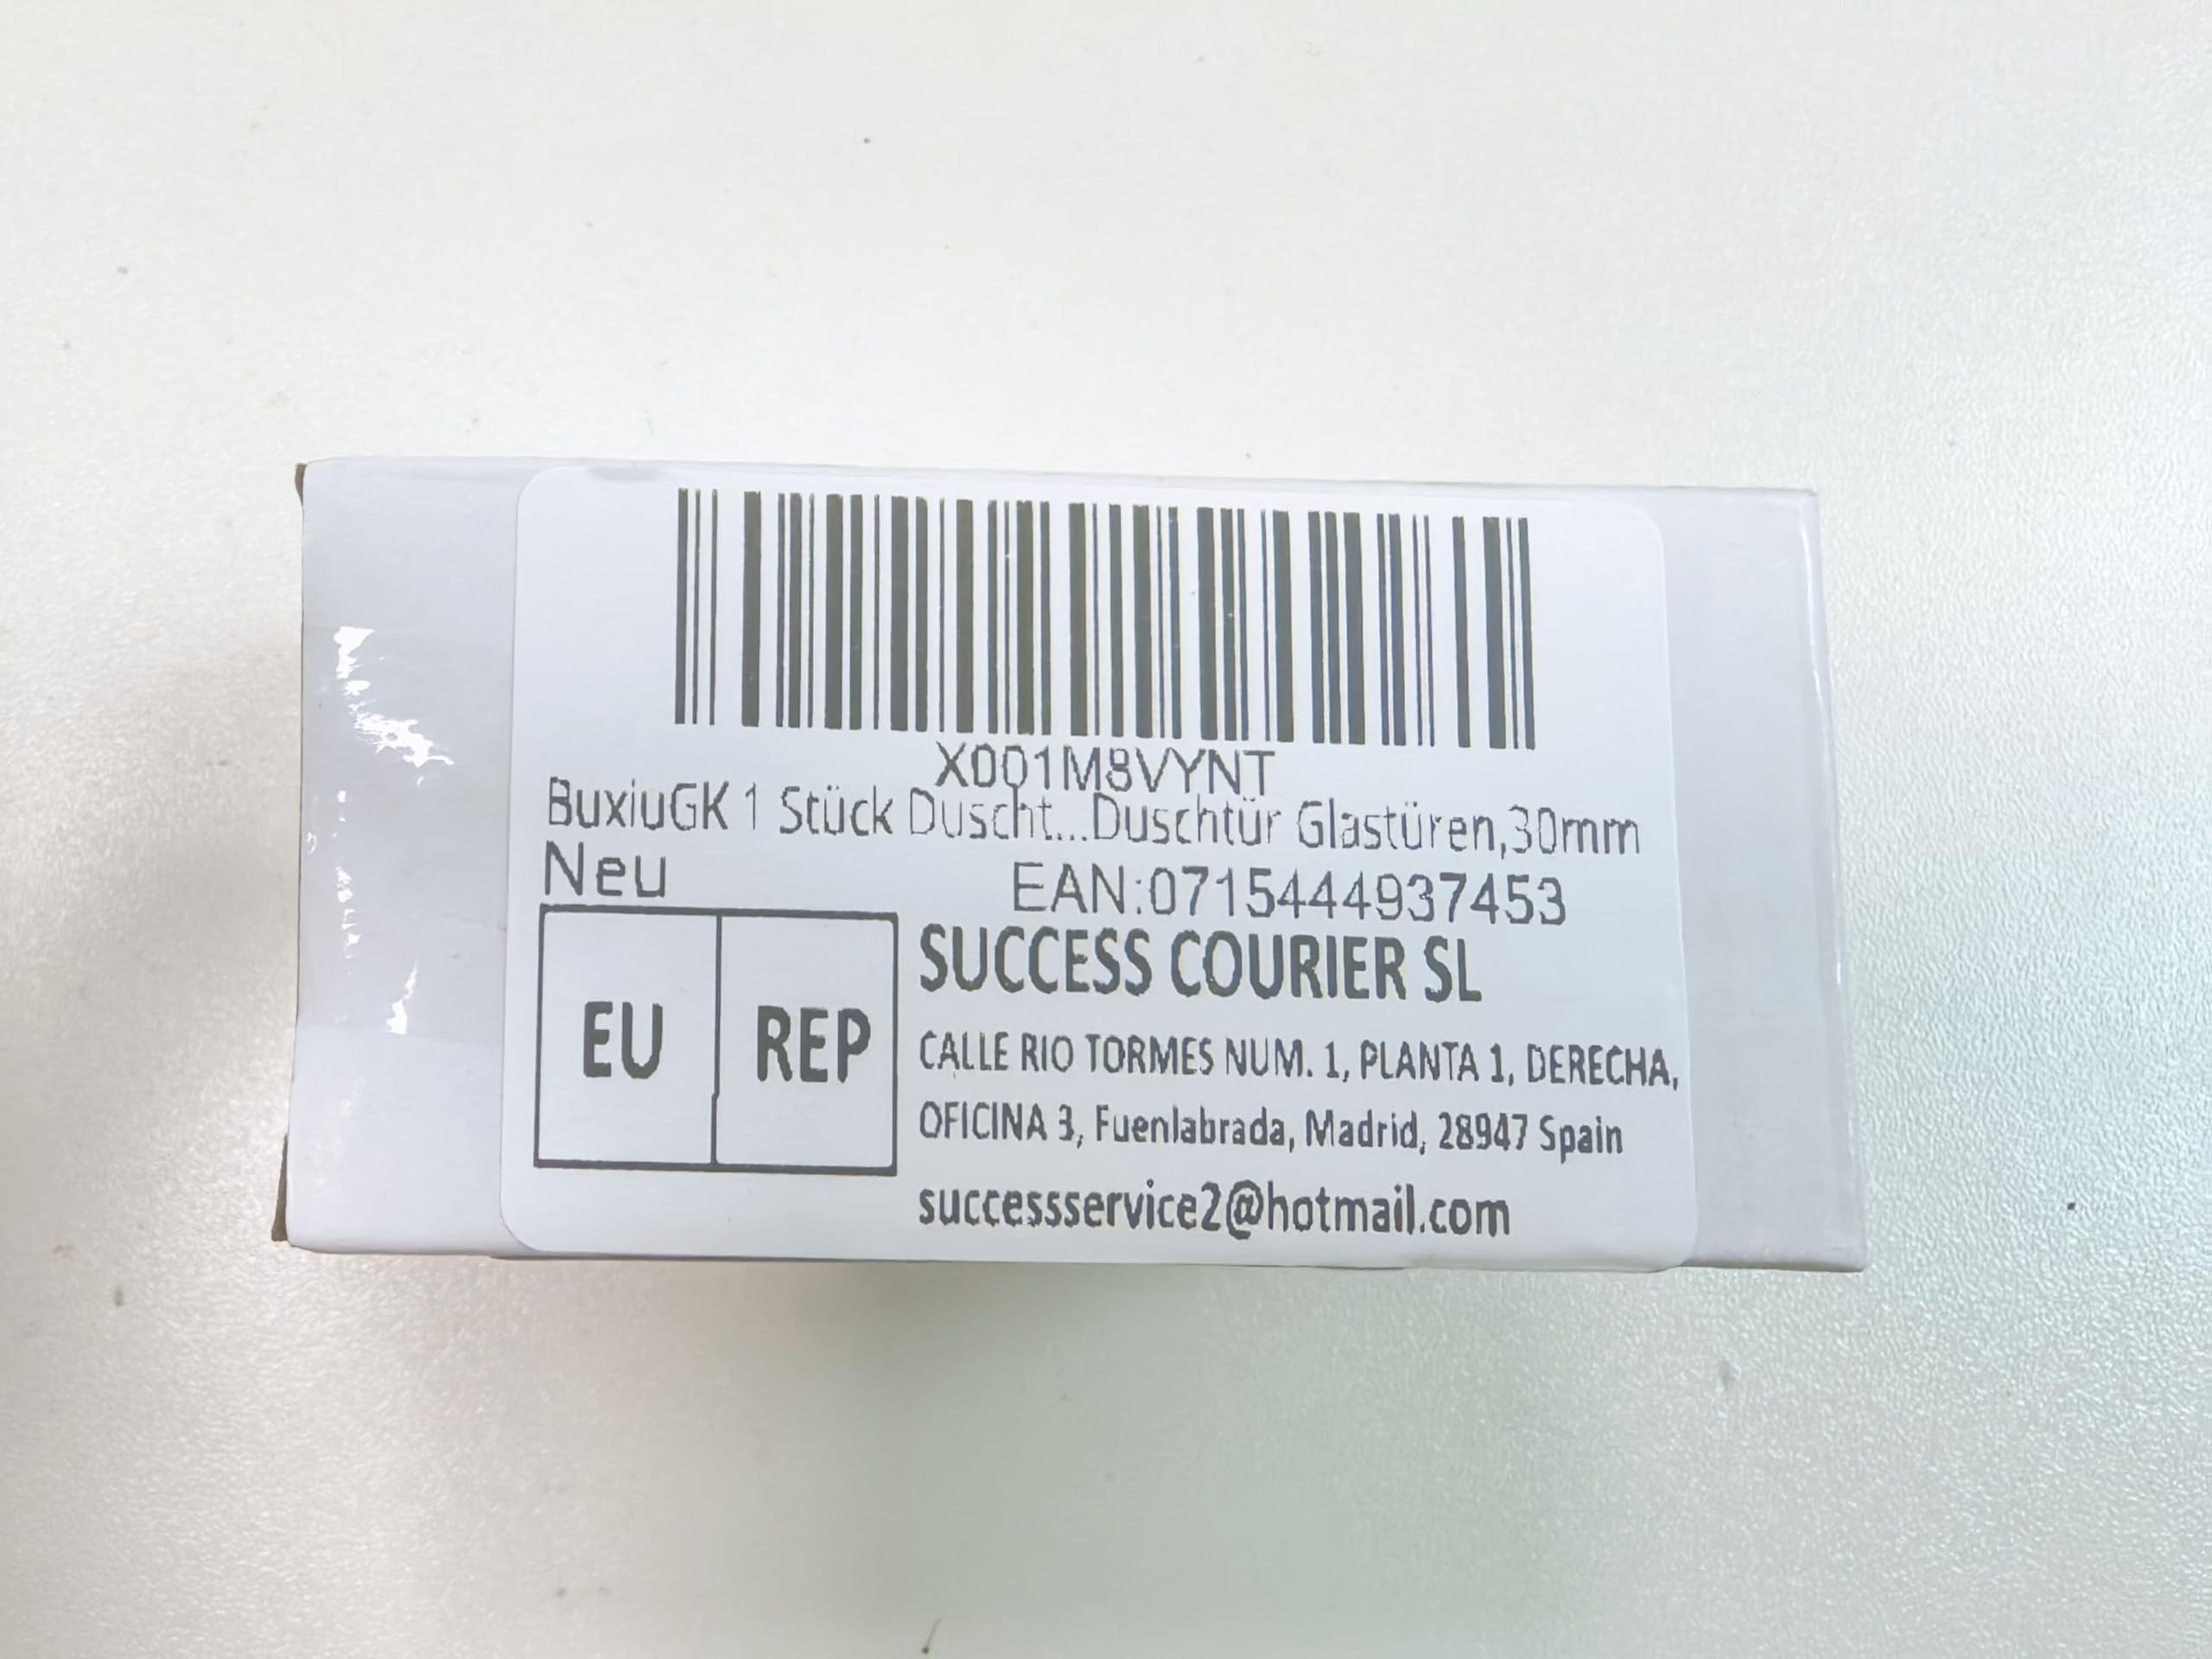 X001M8VYNT
BuxiuGK 1 Stück Duscht...Duschtür Glastüren,30mm
Neu
EAN:0715444937453
EU REP
SUCCESS COURIER SL
CALLE RIO TORMES NUM. 1, PLANTA 1, DERECHA,
OFICINA 3, Fuenlabrada, Madrid, 28947 Spain
successservice2@hotmail.com